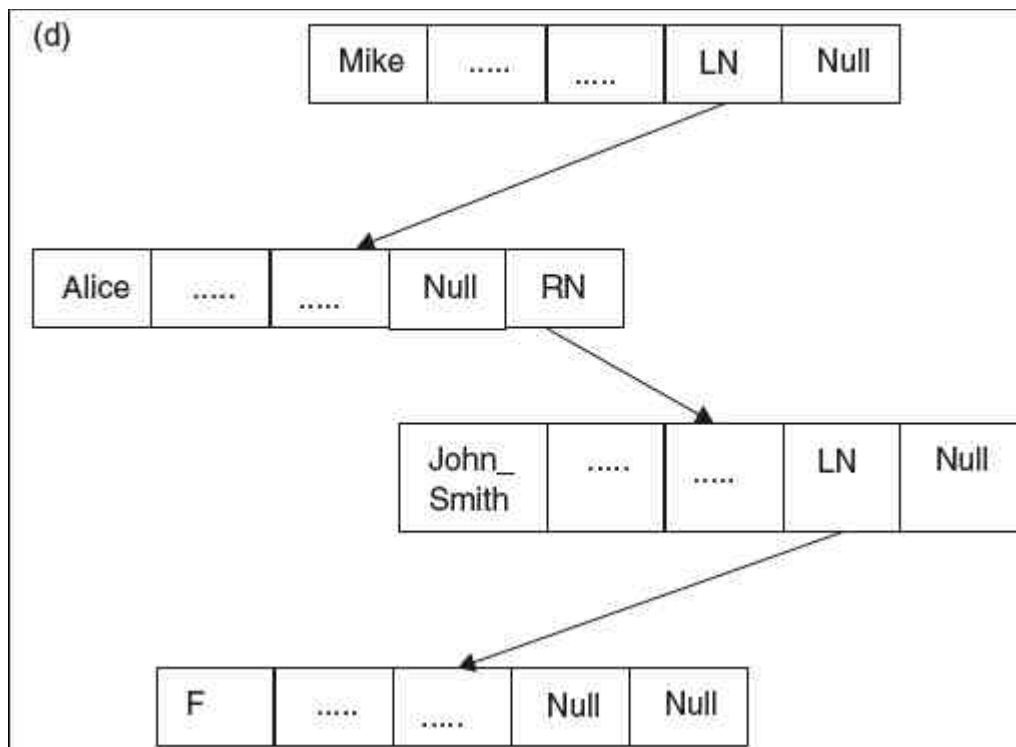 (d)
Mike ..... ..... LN Null
Alice ..... ..... Null RN
John_
Smith ..... ..... LN Null
F ..... ..... Null Null